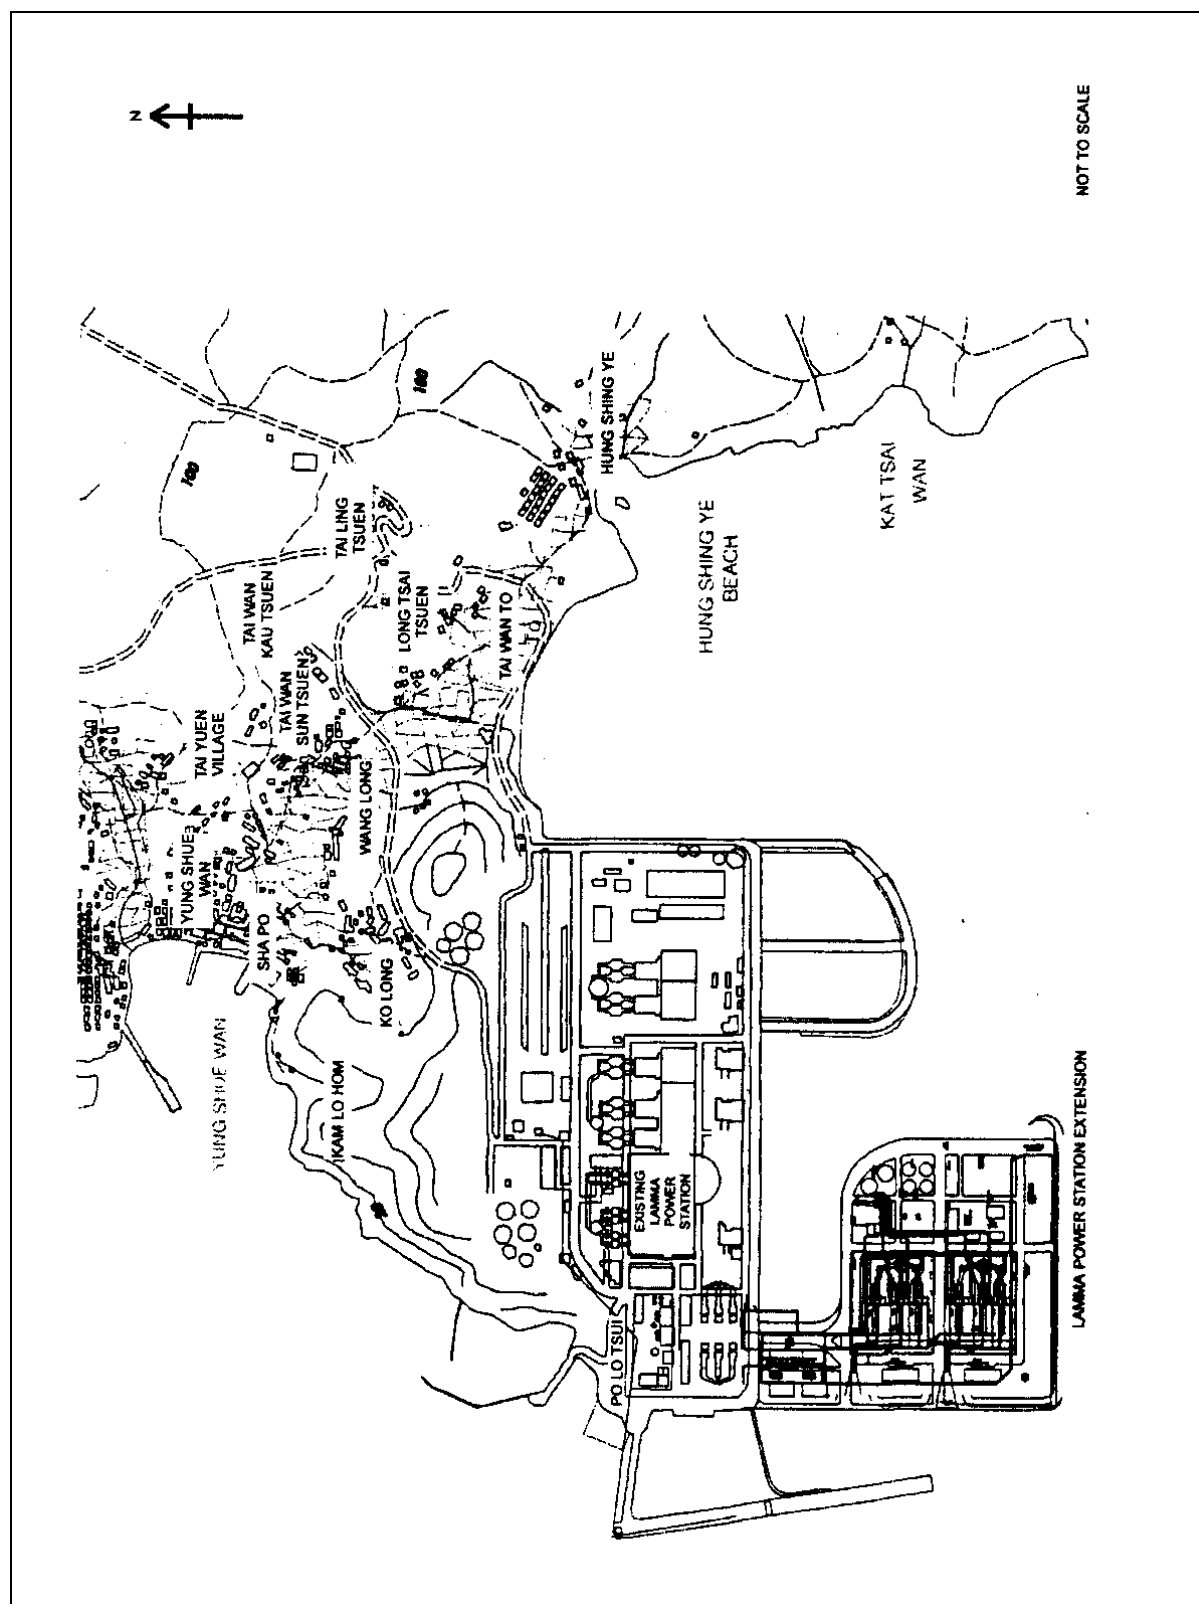 N
NOT TO SCALE
100
100
HUNG SHING YE
TAI LING
TSUEN
KAT TSAI
WAN
TAI WAN
KAU TSUEN
LONG TSAI
TSUEN
TAI WAN TO
HUNG SHING YE
BEACH
TAI WAN
SUN TSUEN
TAI YUEN
VILLAGE
WANG LONG
YUNG SHUE
WAN
SHA PO
KO LONG
YUNG SHUE WAN
KAM LO HOM
EXISTING
LAMMA
POWER
STATION
PO LO TSUI
LAMMA POWER STATION EXTENSION